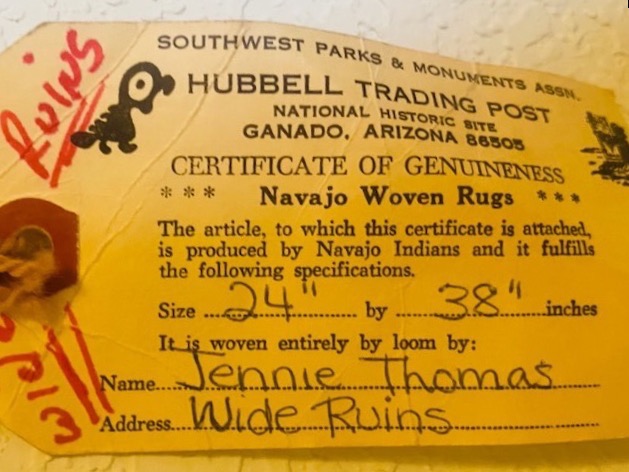 RUINS
SOUTHWEST PARKS & MONUMENTS ASSN.
HUBBELL TRADING POST
NATIONAL HISTORIC SITE
GANADO, ARIZONA 86505
CERTIFICATE OF GENUINENESS
* * * Navajo Woven Rugs * * *
The article, to which this certificate is attached,
is produced by Navajo Indians and it fulfills
the following specifications.
Size 24" by 38" inches
It is woven entirely by loom by:
Name Jennie Thomas
Address Wide Ruins